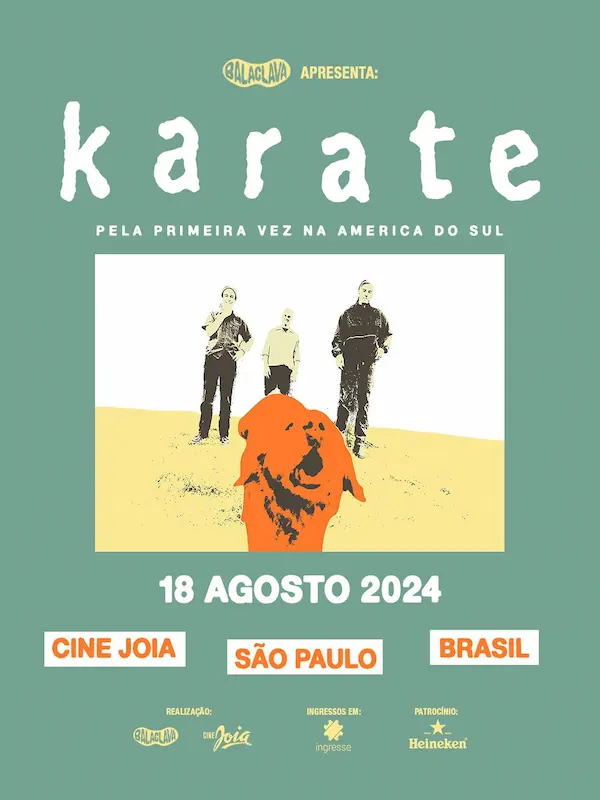 BALACLAVA APRESENTA:
karate
PELA PRIMEIRA VEZ NA AMERICA DO SUL
18 AGOSTO 2024
CINE JOIA
SÃO PAULO
BRASIL
REALIZAÇÃO:
BALACLAVA
CINE Joia
INGRESSOS EM:
ingresse
PATROCÍNIO:
Heineken